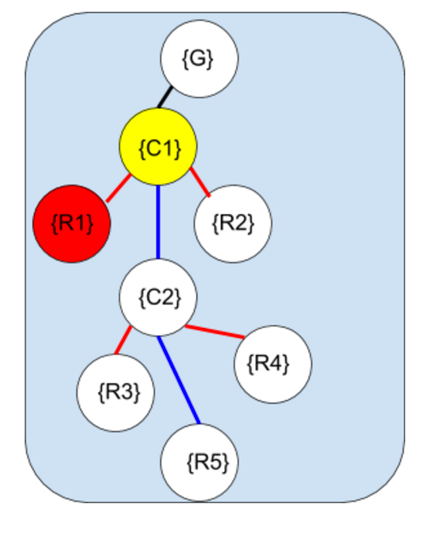 {G}
{C1}
{R1}
{R2}
{C2}
{R4}
{R3}
{R5}